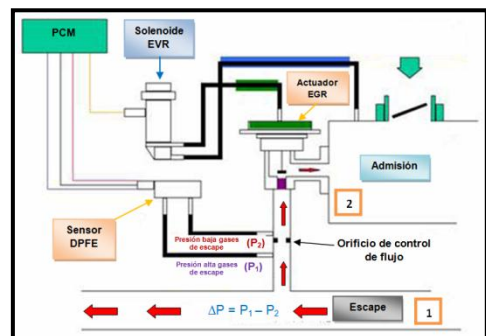 PCM
Solenoide
EVR
Actuador
EGR
Admisión
2
Sensor
DPFE
Presión baja gases
de escape
(P₂)
Presión alta gases
de escape
(P₁)
Orificio de control
de flujo
ΔP = P₁ – P₂
Escape
1